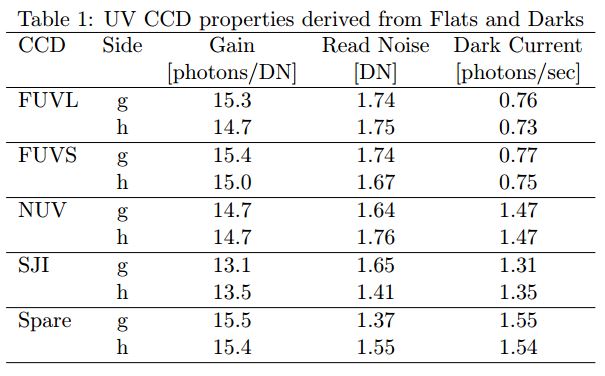 Table 1: UV CCD properties derived from Flats and Darks
CCD Side Gain Read Noise Dark Current
[photons/DN] [DN] [photons/sec]
FUVL g 15.3 1.74 0.76
h 14.7 1.75 0.73
FUVS g 15.4 1.74 0.77
h 15.0 1.67 0.75
NUV g 14.7 1.64 1.47
h 14.7 1.76 1.47
SJI g 13.1 1.65 1.31
h 13.5 1.41 1.35
Spare g 15.5 1.37 1.55
h 15.4 1.55 1.54